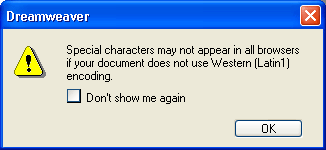 Dreamweaver
Special characters may not appear in all browsers
if your document does not use Western (Latin1)
encoding.
Don't show me again
OK